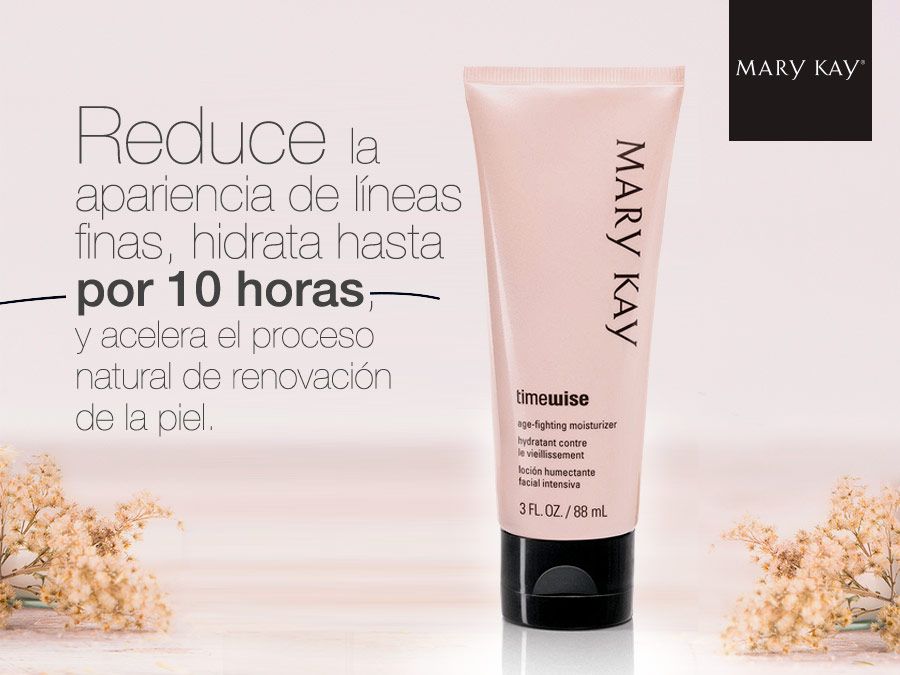 MARY KAY®
Reduce la
apariencia de líneas
finas, hidrata hasta
por 10 horas,
y acelera el proceso
natural de renovación
de la piel.
MARY KAY
timewise
age-fighting moisturizer
hydratant contre
le vieillissement
loción humectante
facial intensiva
3 FL. OZ. / 88 mL